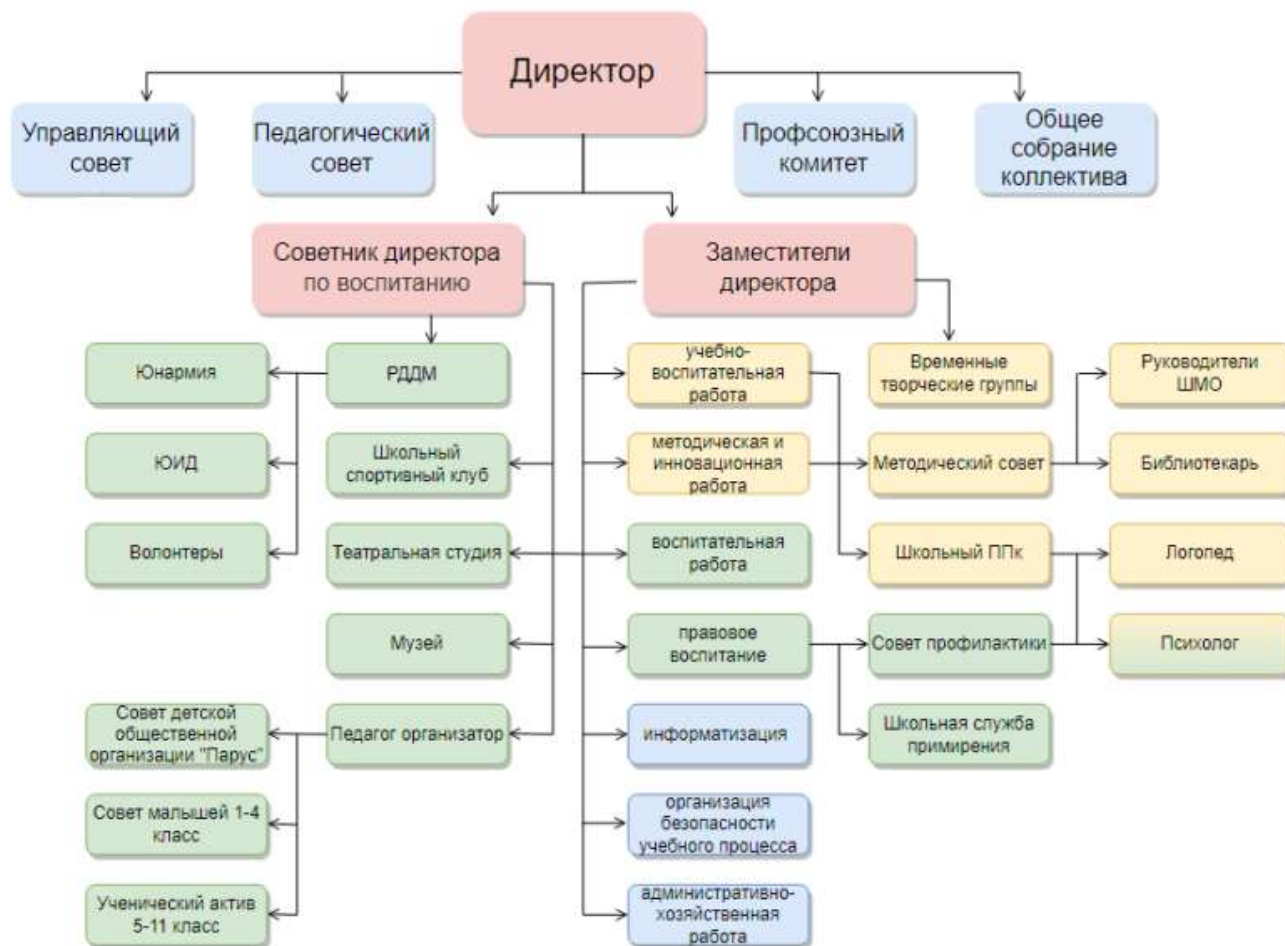 Директор
Управляющий
совет
Педагогический
совет
Профсоюзный
комитет
Общее
собрание
коллектива
Советник директора
по воспитанию
Заместители
директора
Юнармия
РДДМ
учебно-
воспитательная
работа
Временные
творческие группы
Руководители
ШМО
ЮИД
Школьный
спортивный клуб
методическая и
инновационная
работа
Методический совет
Библиотекарь
Волонтеры
Театральная студия
воспитательная
работа
Школьный ППк
Логопед
Музей
правовое
воспитание
Совет профилактики
Психолог
Совет детской
общественной
организации "Парус"
Педагог организатор
информатизация
Школьная служба
примирения
Совет малышей 1-4
класс
организация
безопасности
учебного процесса
Ученический актив
5-11 класс
административно-
хозяйственная
работа